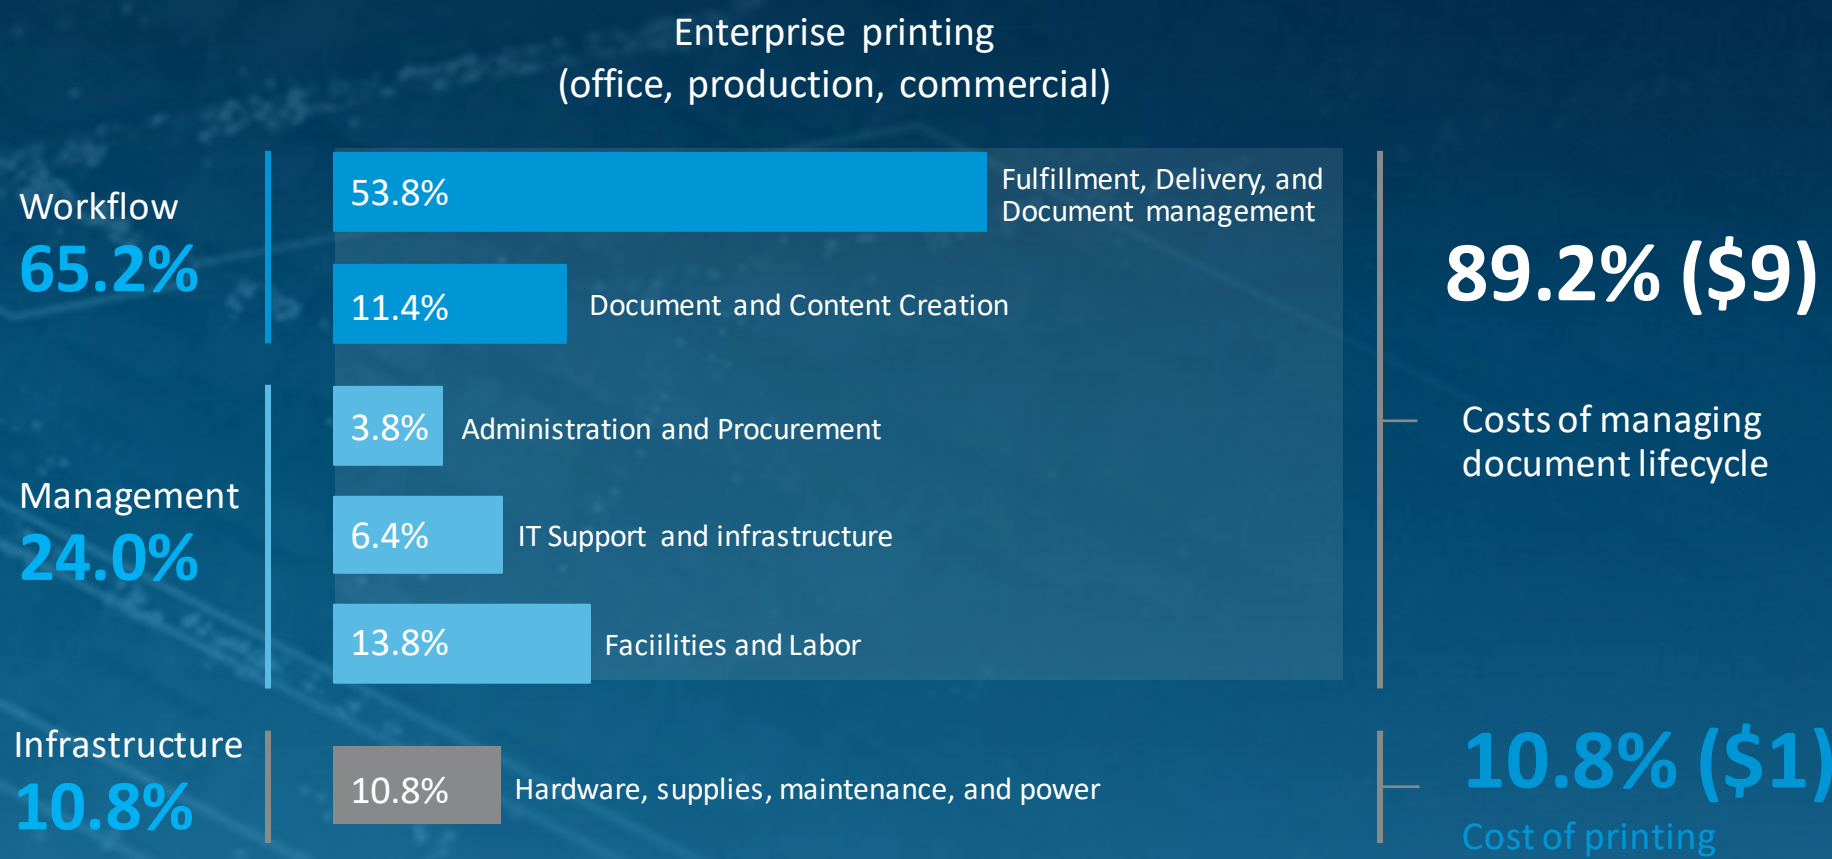 Enterprise printing
(office, production, commercial)
Workflow
65.2%
53.8%
Fulfillment, Delivery, and
Document management
11.4%
Document and Content Creation
Management
24.0%
3.8%
Administration and Procurement
6.4%
IT Support and infrastructure
13.8%
Faciilities and Labor
89.2% ($9)
Costs of managing
document lifecycle
Infrastructure
10.8%
10.8%
Hardware, supplies, maintenance, and power
10.8% ($1)
Cost of printing